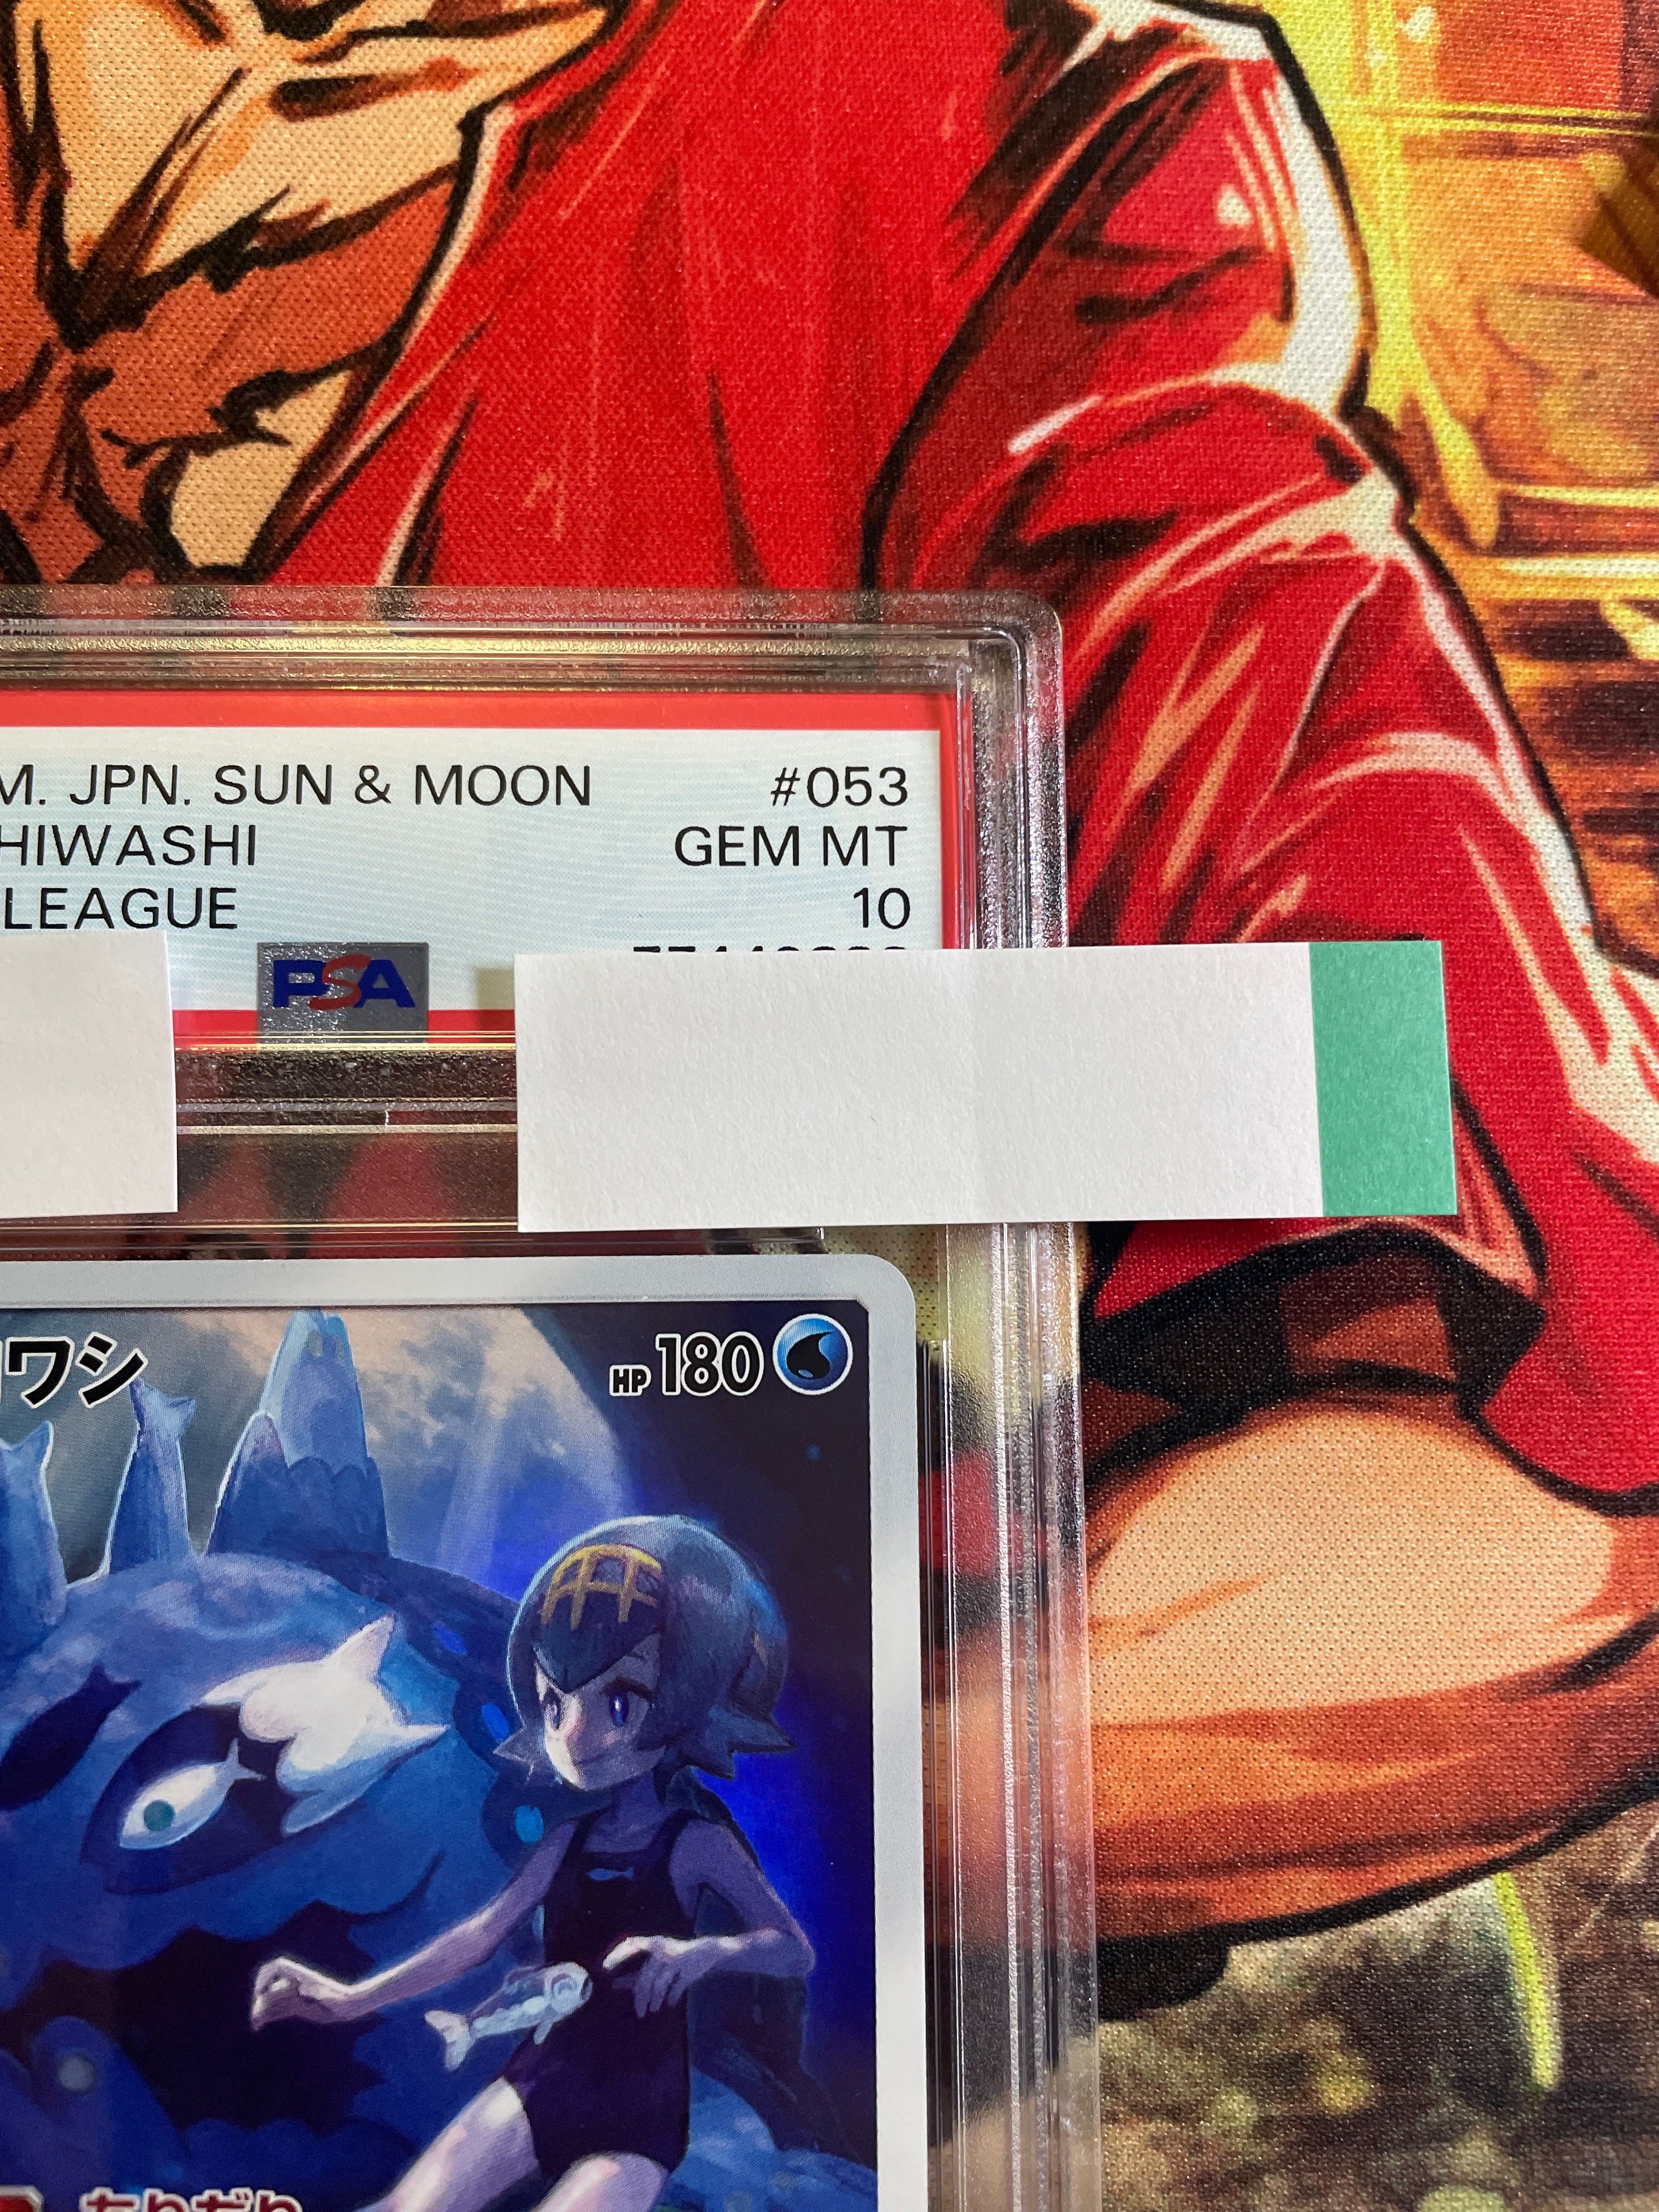 M. JPN. SUN & MOON #053
HIWASHI GEM MT
LEAGUE 10
PSA
ワシ HP 180